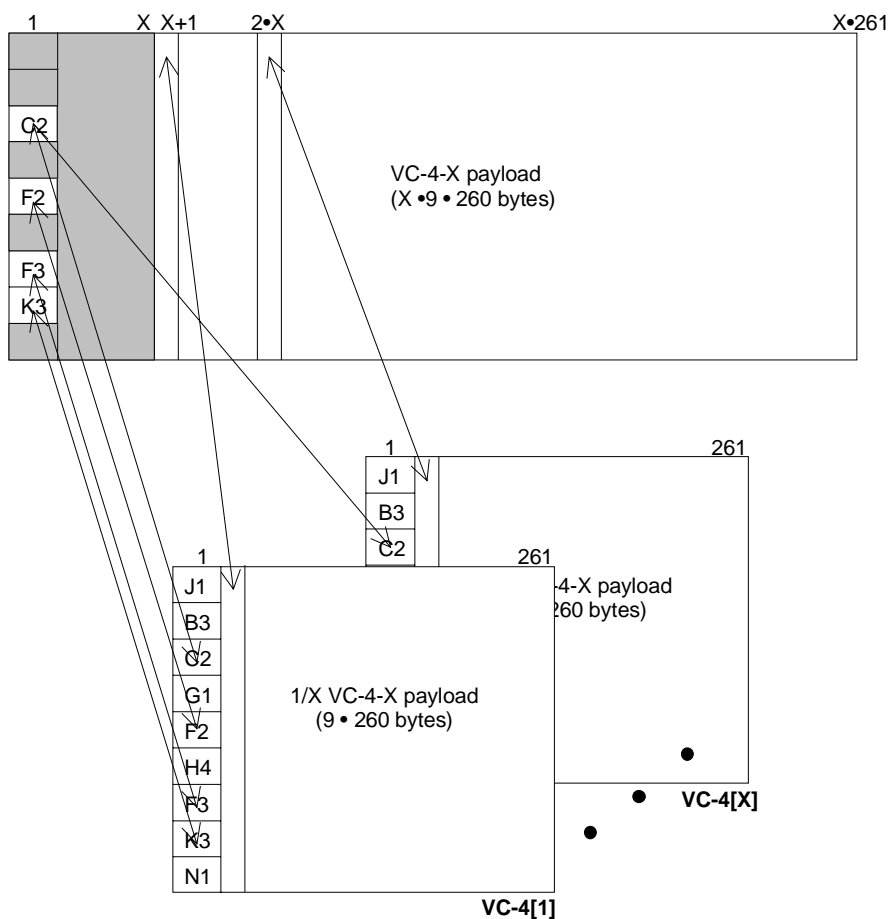 1 X X+1 2•X X•261
C2
F2
F3
K3
VC-4-X payload
(X •9 • 260 bytes)
1 261
J1
B3
C2
-4-X payload
260 bytes)
VC-4[X]
1 261
J1
B3
C2
G1
F2
H4
F3
K3
N1
1/X VC-4-X payload
(9 • 260 bytes)
VC-4[1]